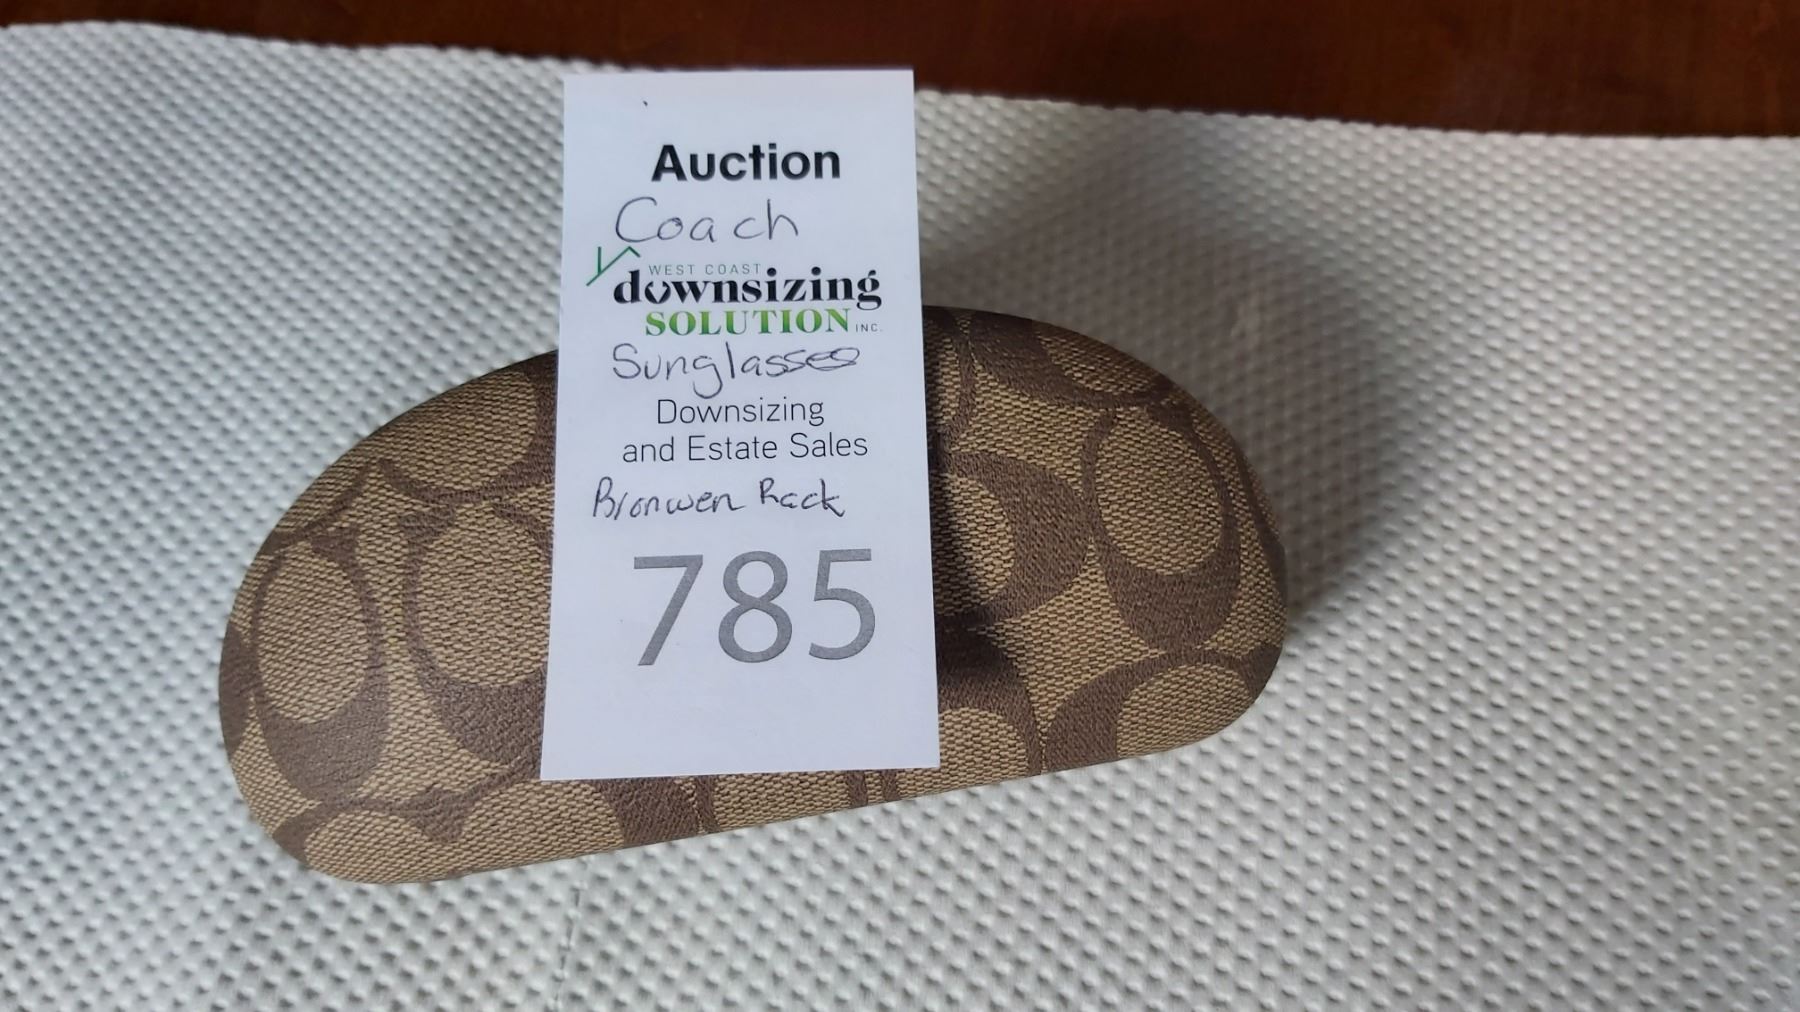 Auction
Coach
WEST COAST
downsizing
SOLUTION INC.
Sunglasses
Downsizing
and Estate Sales
Bronwen Rack
785